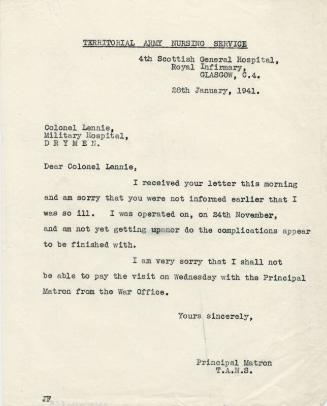 TERRITORIAL ARMY NURSING SERVICE
4th Scottish General Hospital,
Royal Infirmary,
GLASGOW, C.4.
28th January, 1941.
Colonel Lennie,
Military Hospital,
D R Y M E N.
Dear Colonel Lennie,
I received your letter this morning
and am sorry that you were not informed earlier that I
was so ill. I was operated on, on 24th November,
and am not yet getting upanor do the complications appear
to be finished with.
I am very sorry that I shall not
be able to pay the visit on Wednesday with the Principal
Matron from the War Office.
Yours sincerely,
Principal Matron
T.A.N.S.
JF